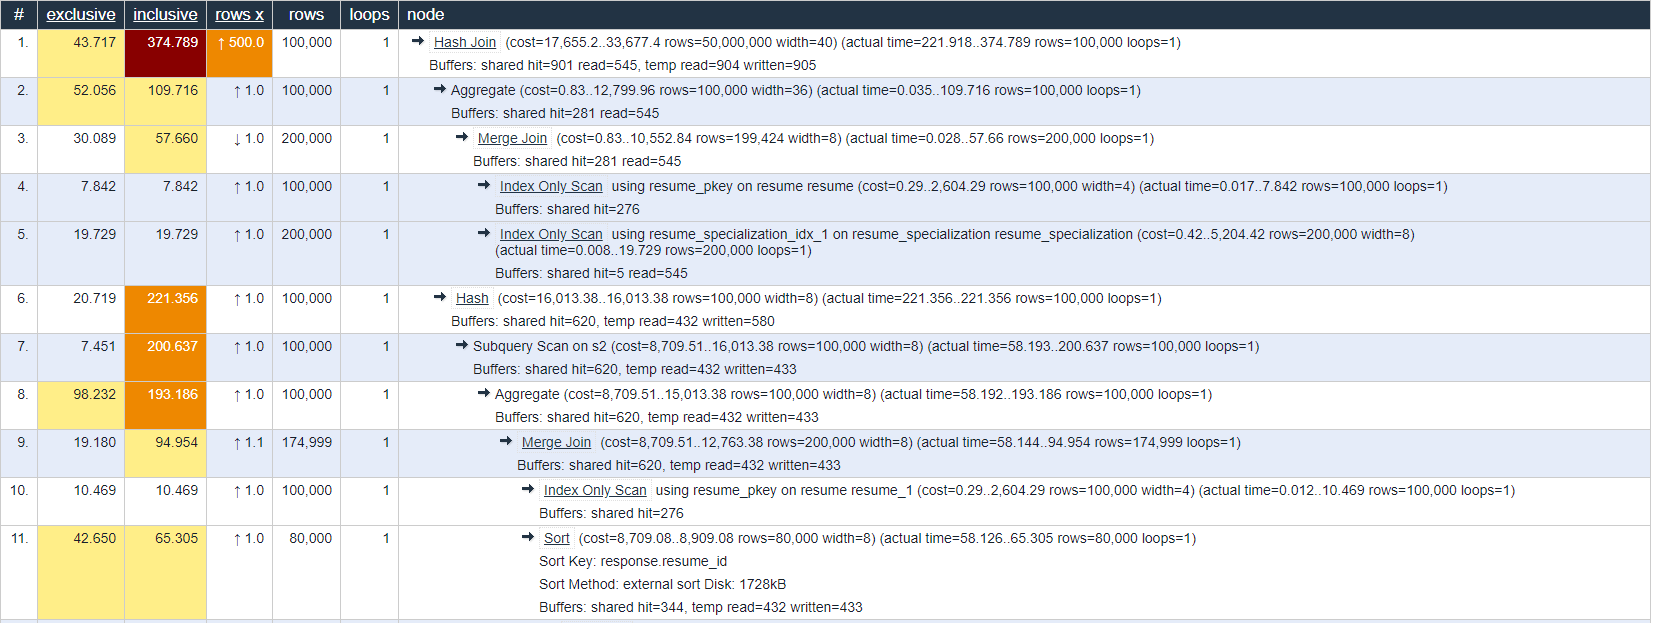 # exclusive inclusive rows x rows loops node
1. 43.717 374.789 ↑ 500.0 100,000 1 → Hash Join (cost=17,655.2..33,677.4 rows=50,000,000 width=40) (actual time=221.918..374.789 rows=100,000 loops=1)
Buffers: shared hit=901 read=545, temp read=904 written=905
2. 52.056 109.716 ↑ 1.0 100,000 1 → Aggregate (cost=0.83..12,799.96 rows=100,000 width=36) (actual time=0.035..109.716 rows=100,000 loops=1)
Buffers: shared hit=281 read=545
3. 30.089 57.660 ↓ 1.0 200,000 1 → Merge Join (cost=0.83..10,552.84 rows=199,424 width=8) (actual time=0.028..57.66 rows=200,000 loops=1)
Buffers: shared hit=281 read=545
4. 7.842 7.842 ↑ 1.0 100,000 1 → Index Only Scan using resume_pkey on resume resume (cost=0.29..2,604.29 rows=100,000 width=4) (actual time=0.017..7.842 rows=100,000 loops=1)
Buffers: shared hit=276
5. 19.729 19.729 ↑ 1.0 200,000 1 → Index Only Scan using resume_specialization_idx_1 on resume_specialization resume_specialization (cost=0.42..5,204.42 rows=200,000 width=8)
(actual time=0.008..19.729 rows=200,000 loops=1)
Buffers: shared hit=5 read=545
6. 20.719 221.356 ↑ 1.0 100,000 1 → Hash (cost=16,013.38..16,013.38 rows=100,000 width=8) (actual time=221.356..221.356 rows=100,000 loops=1)
Buffers: shared hit=620, temp read=432 written=580
7. 7.451 200.637 ↑ 1.0 100,000 1 → Subquery Scan on s2 (cost=8,709.51..16,013.38 rows=100,000 width=8) (actual time=58.193..200.637 rows=100,000 loops=1)
Buffers: shared hit=620, temp read=432 written=433
8. 98.232 193.186 ↑ 1.0 100,000 1 → Aggregate (cost=8,709.51..15,013.38 rows=100,000 width=8) (actual time=58.192..193.186 rows=100,000 loops=1)
Buffers: shared hit=620, temp read=432 written=433
9. 19.180 94.954 ↑ 1.1 174,999 1 → Merge Join (cost=8,709.51..12,763.38 rows=200,000 width=8) (actual time=58.144..94.954 rows=174,999 loops=1)
Buffers: shared hit=620, temp read=432 written=433
10. 10.469 10.469 ↑ 1.0 100,000 1 → Index Only Scan using resume_pkey on resume resume_1 (cost=0.29..2,604.29 rows=100,000 width=4) (actual time=0.012..10.469 rows=100,000 loops=1)
Buffers: shared hit=276
11. 42.650 65.305 ↑ 1.0 80,000 1 → Sort (cost=8,709.08..8,909.08 rows=80,000 width=8) (actual time=58.126..65.305 rows=80,000 loops=1)
Sort Key: response.resume_id
Sort Method: external sort Disk: 1728kB
Buffers: shared hit=344, temp read=432 written=433